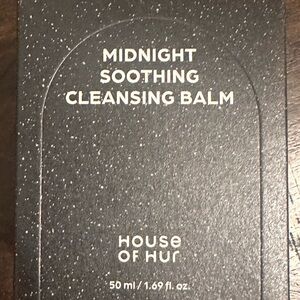 MIDNIGHT
SOOTHING
CLEANSING BALM
HOUSE
OF HUR
50 ml / 1.69 fl. oz.